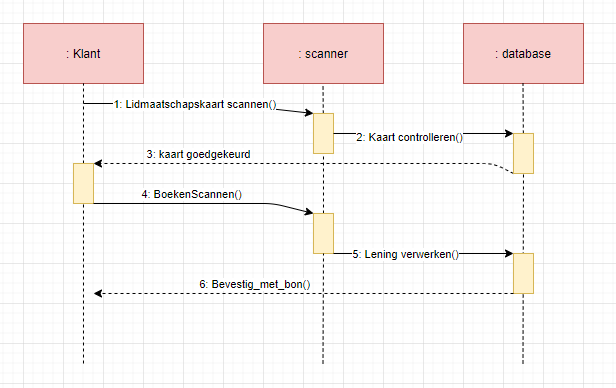 : Klant
: scanner
: database
1: Lidmaatschapskaart scannen()
2: Kaart controlleren()
3: kaart goedgekeurd
4: BoekenScannen()
5: Lening verwerken()
6: Bevestig_met_bon()